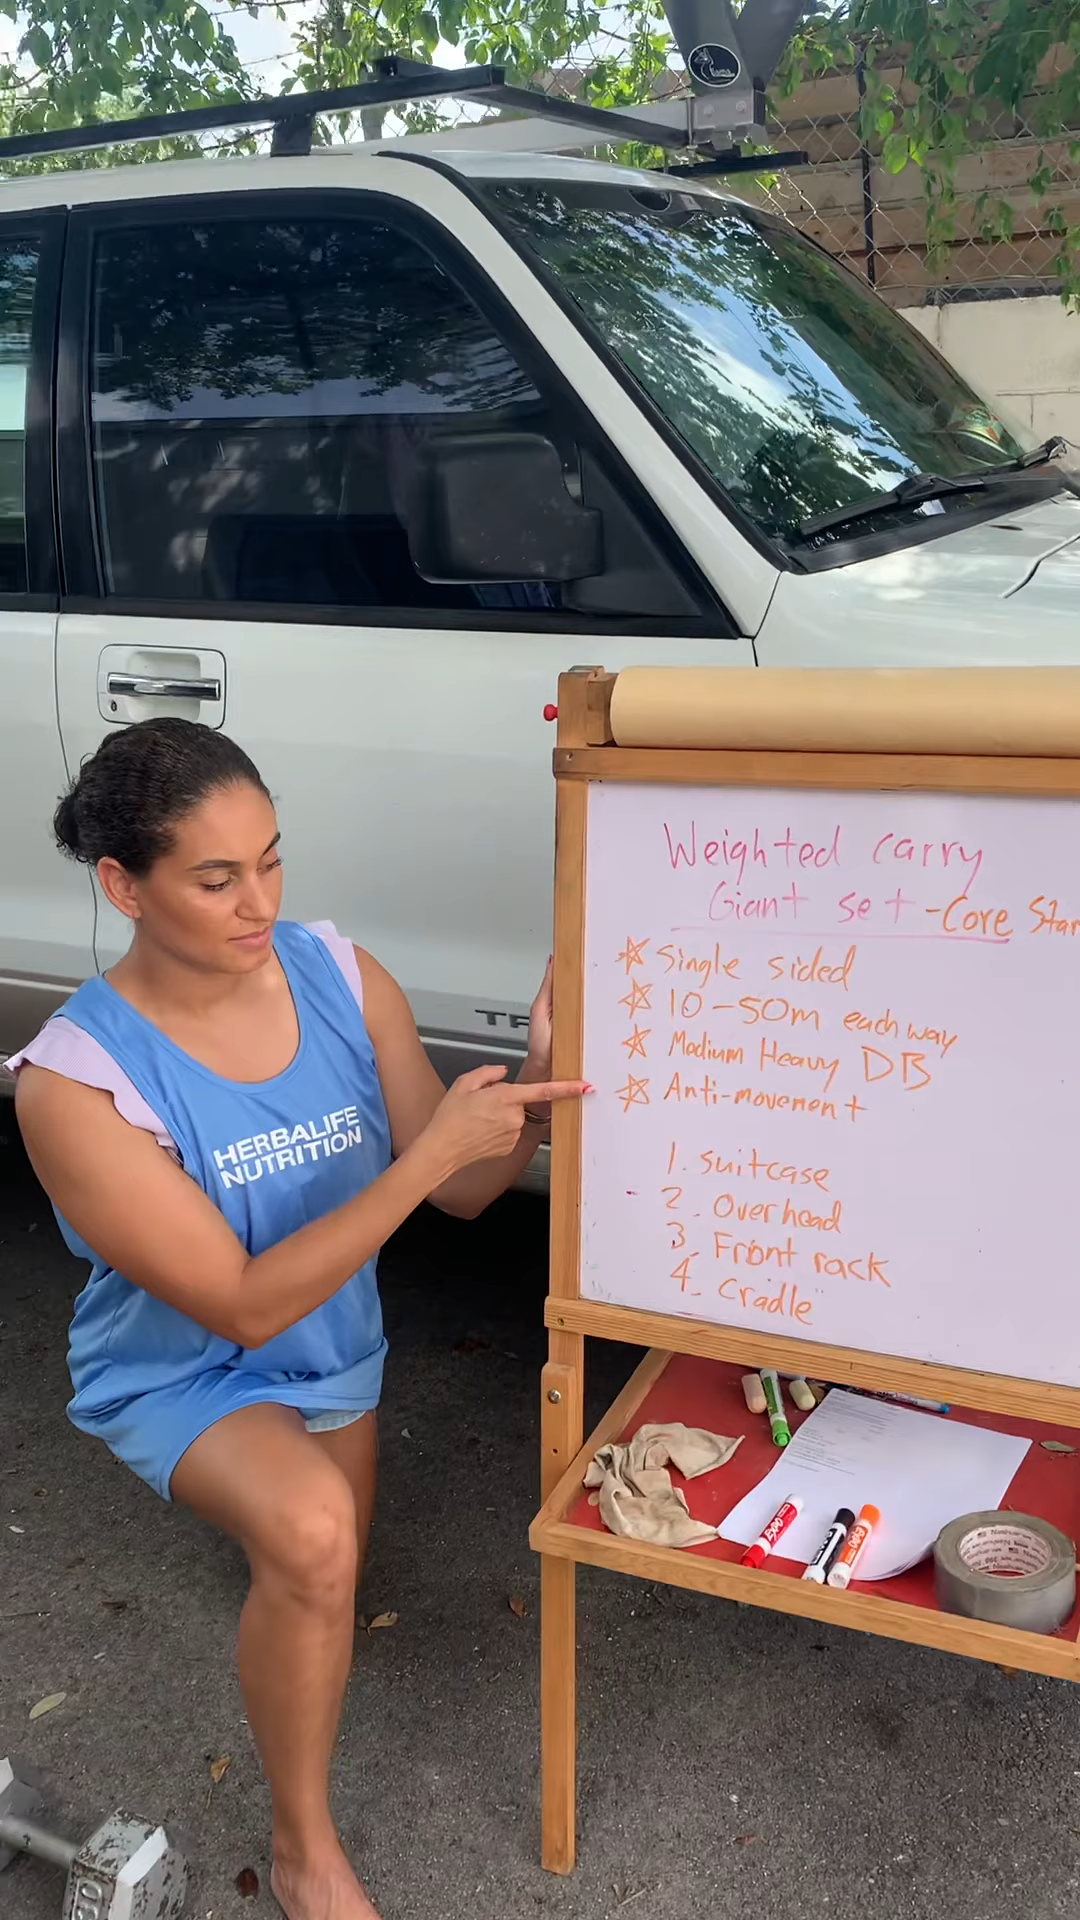 Weighted carry
Giant set - Core
Single sided
10-50m each way
Medium Heavy DB
Anti-movement
1. suitcase
2. Overhead
3. Front rack
4. Cradle
HERBALIFE
NUTRITION
EXPO
EXPO
EXPO